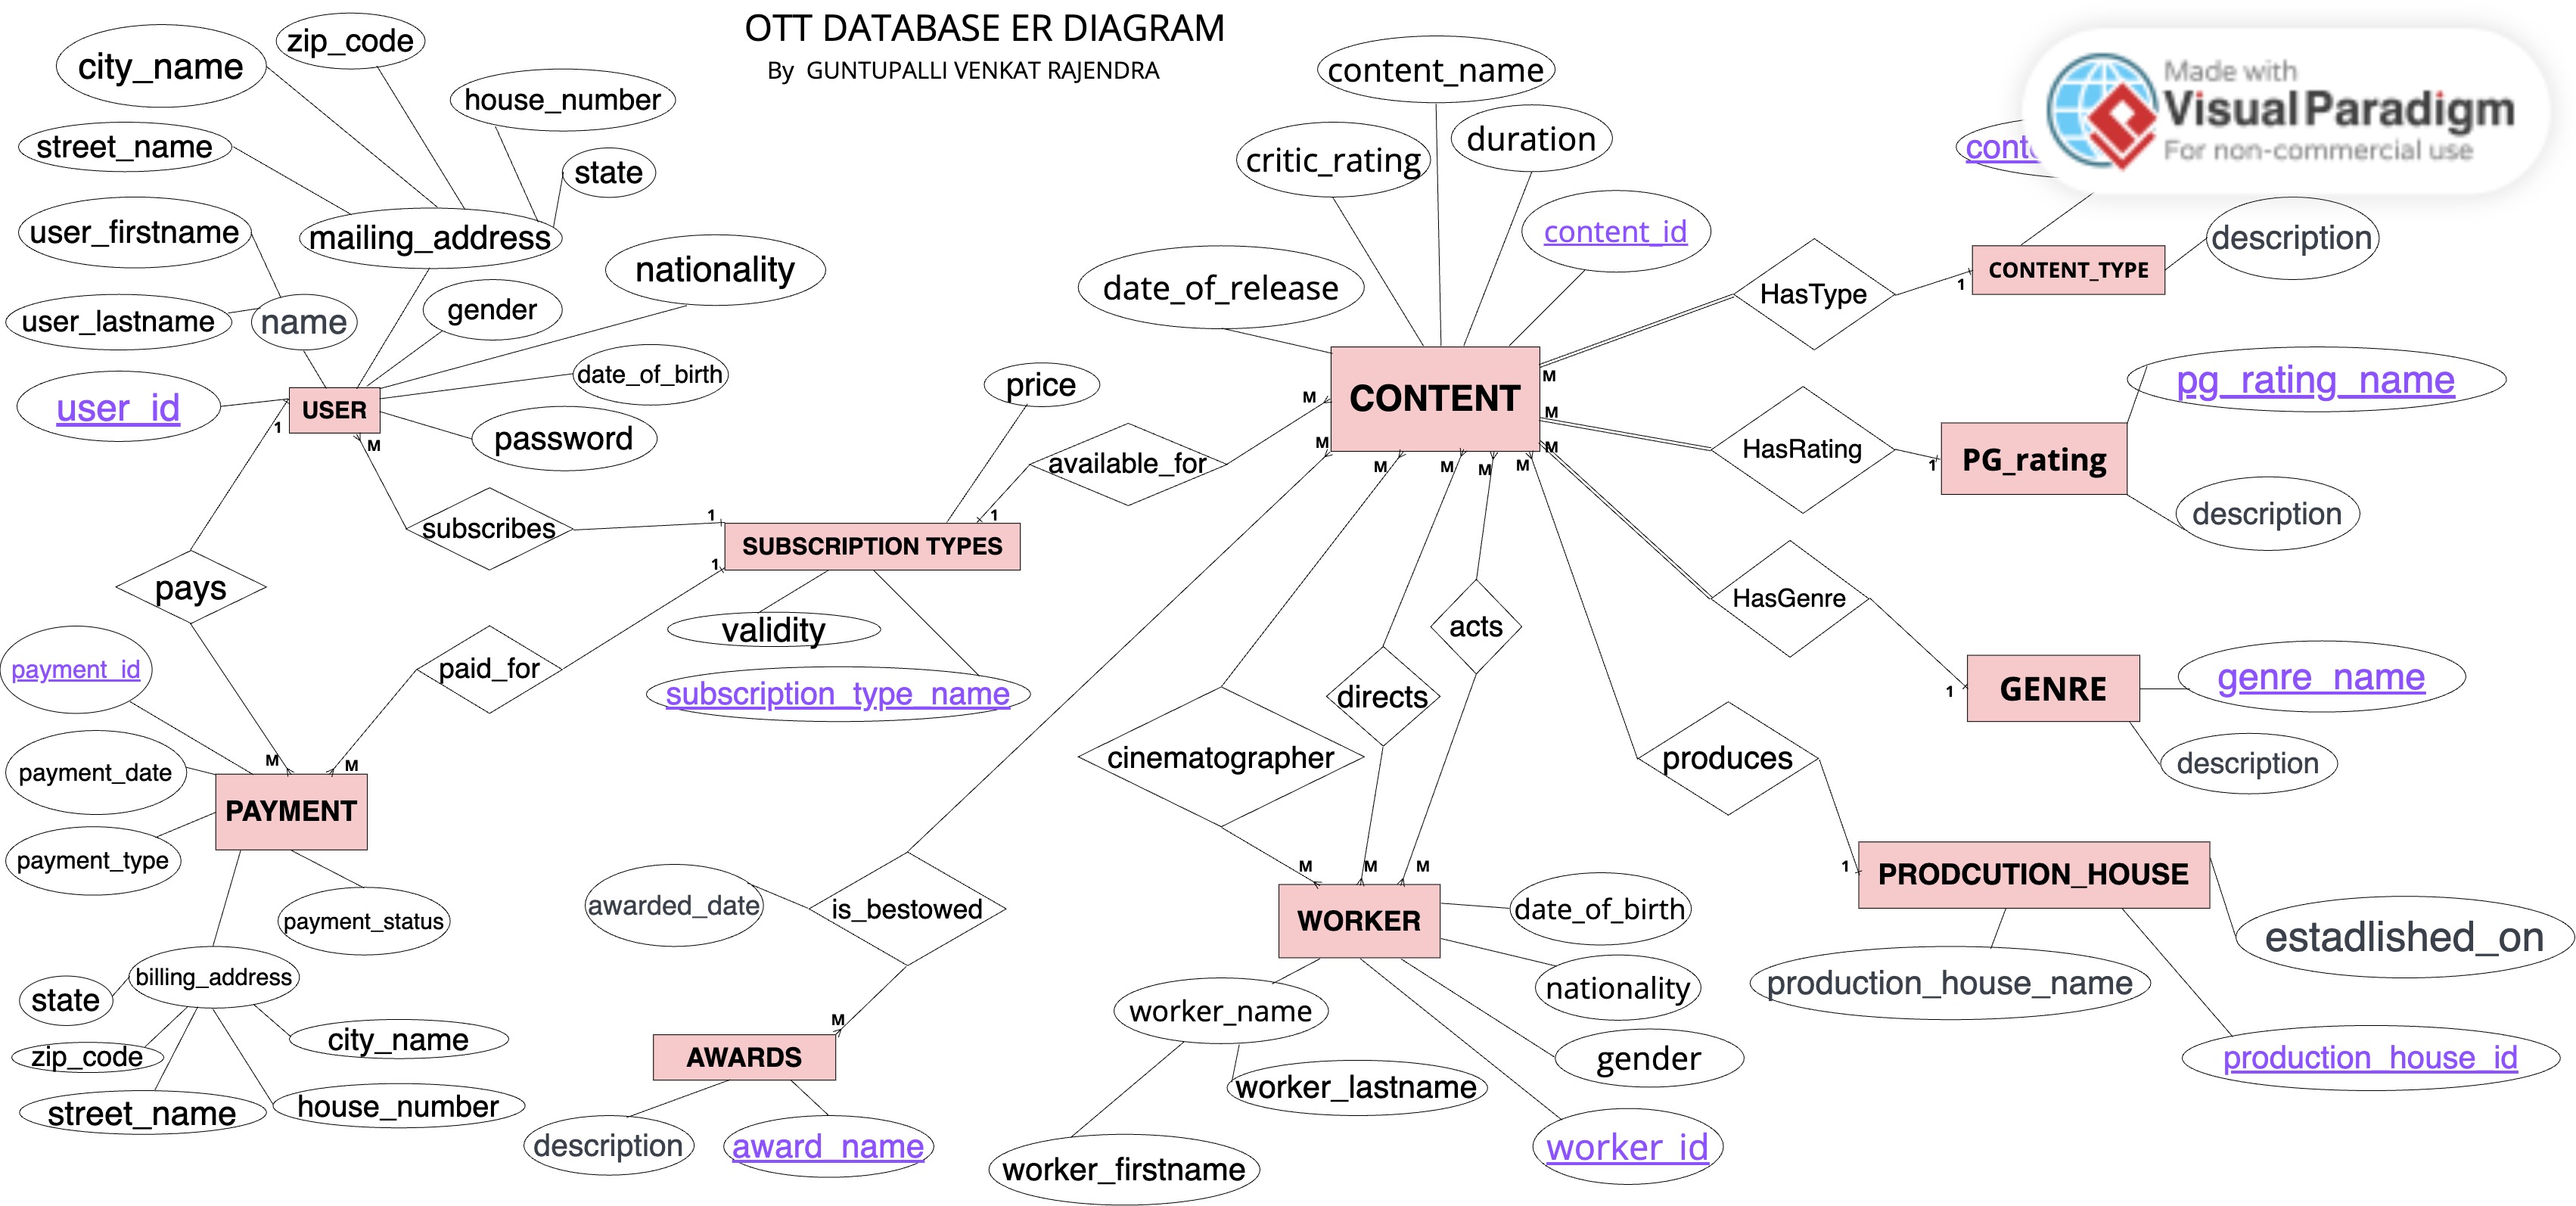 OTT DATABASE ER DIAGRAM
By GUNTUPALLI VENKAT RAJENDRA
Made with
Visual Paradigm
For non-commercial use
city_name
zip_code
house_number
street_name
state
user_firstname
mailing_address
nationality
gender
user_lastname
name
date_of_birth
user_id
USER
password
1
M
subscribes
1
pays
SUBSCRIPTION TYPES
price
available_for
M
1
1
validity
subscription_type_name
paid_for
payment_id
M
M
payment_date
PAYMENT
payment_type
payment_status
billing_address
state
zip_code
city_name
street_name
house_number
content_name
critic_rating
duration
content_id
date_of_release
CONTENT
M
M
M
M
M
M
M
M
M
HasType
1
CONTENT_TYPE
description
HasRating
1
PG_rating
pg_rating_name
description
HasGenre
1
GENRE
genre_name
description
acts
directs
cinematographer
produces
1
PRODCUTION_HOUSE
estadlished_on
production_house_name
production_house_id
M
M
M
WORKER
date_of_birth
nationality
gender
worker_name
worker_lastname
worker_firstname
worker_id
awarded_date
is_bestowed
M
AWARDS
description
award_name